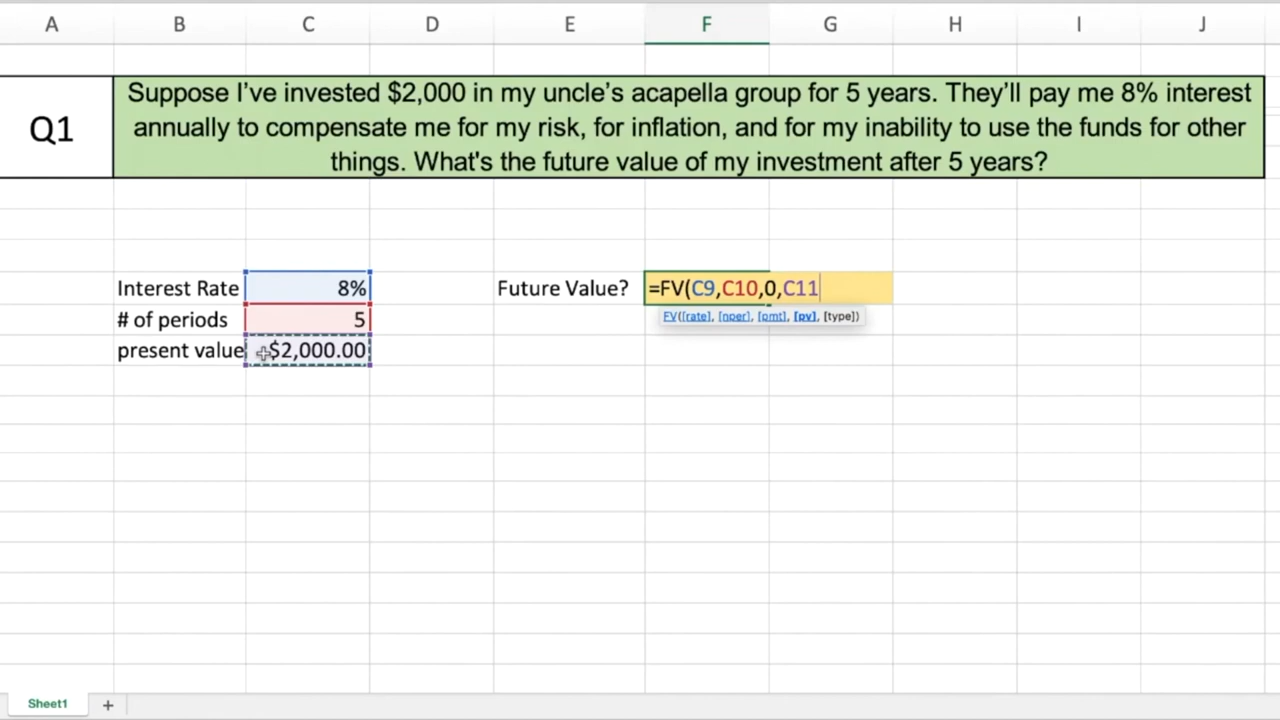 A B C D E F G H I J
Q1
Suppose I've invested $2,000 in my uncle's acapella group for 5 years. They'll pay me 8% interest
annually to compensate me for my risk, for inflation, and for my inability to use the funds for other
things. What's the future value of my investment after 5 years?
Interest Rate 8% Future Value? =FV(C9,C10,0,C11
# of periods 5 FV([rate], [nper], [pmt], [pv], [type])
present value $2,000.00
Sheet1 +